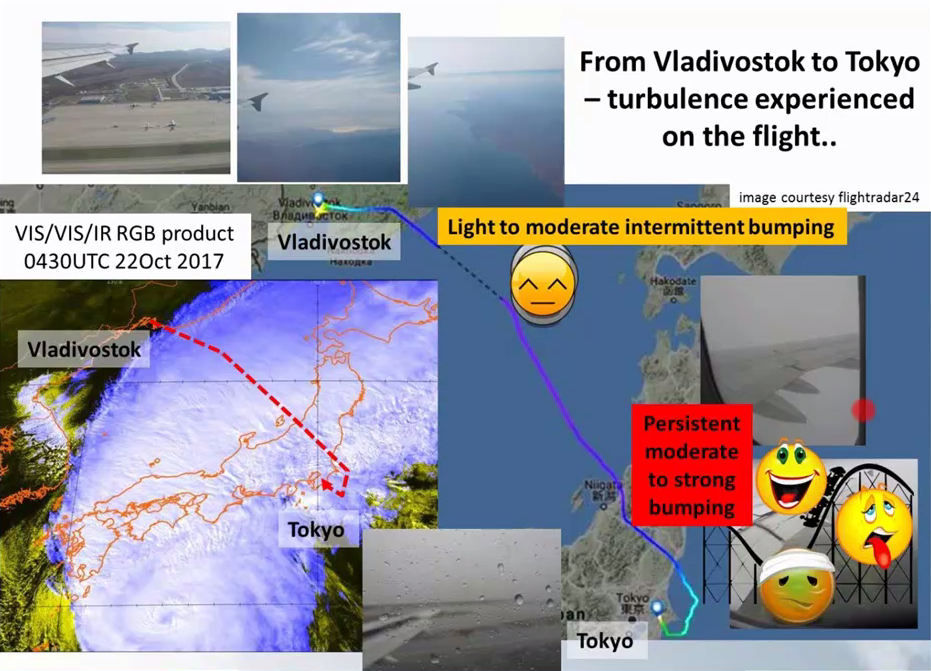 From Vladivostok to Tokyo
– turbulence experienced
on the flight..
image courtesy flightradar24
Yanbian
Владивосток
Находка
Vladivostok
Light to moderate intermittent bumping
VIS/VIS/IR RGB product
0430UTC 22Oct 2017
Hakodate
函館
Vladivostok
Persistent
moderate
to strong
bumping
Niigata
新潟
Tokyo
Tokyo
東京
Tokyo